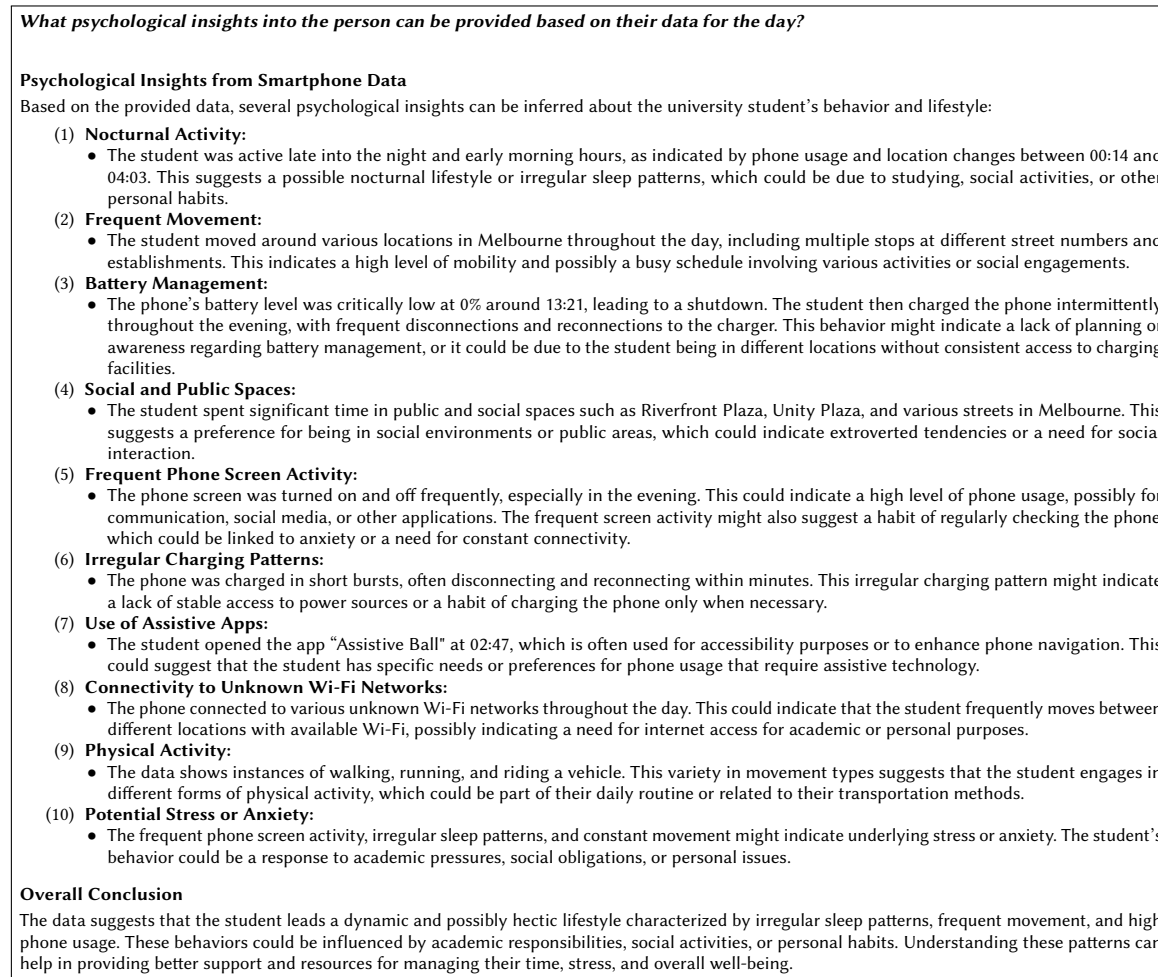 What psychological insights into the person can be provided based on their data for the day?
Psychological Insights from Smartphone Data
Based on the provided data, several psychological insights can be inferred about the university student's behavior and lifestyle:
(1) Nocturnal Activity:
• The student was active late into the night and early morning hours, as indicated by phone usage and location changes between 00:14 and
04:03. This suggests a possible nocturnal lifestyle or irregular sleep patterns, which could be due to studying, social activities, or other
personal habits.
(2) Frequent Movement:
• The student moved around various locations in Melbourne throughout the day, including multiple stops at different street numbers and
establishments. This indicates a high level of mobility and possibly a busy schedule involving various activities or social engagements.
(3) Battery Management:
• The phone's battery level was critically low at 0% around 13:21, leading to a shutdown. The student then charged the phone intermittently
throughout the evening, with frequent disconnections and reconnections to the charger. This behavior might indicate a lack of planning or
awareness regarding battery management, or it could be due to the student being in different locations without consistent access to charging
facilities.
(4) Social and Public Spaces:
• The student spent significant time in public and social spaces such as Riverfront Plaza, Unity Plaza, and various streets in Melbourne. This
suggests a preference for being in social environments or public areas, which could indicate extroverted tendencies or a need for social
interaction.
(5) Frequent Phone Screen Activity:
• The phone screen was turned on and off frequently, especially in the evening. This could indicate a high level of phone usage, possibly for
communication, social media, or other applications. The frequent screen activity might also suggest a habit of regularly checking the phone,
which could be linked to anxiety or a need for constant connectivity.
(6) Irregular Charging Patterns:
• The phone was charged in short bursts, often disconnecting and reconnecting within minutes. This irregular charging pattern might indicate
a lack of stable access to power sources or a habit of charging the phone only when necessary.
(7) Use of Assistive Apps:
• The student opened the app "Assistive Ball" at 02:47, which is often used for accessibility purposes or to enhance phone navigation. This
could suggest that the student has specific needs or preferences for phone usage that require assistive technology.
(8) Connectivity to Unknown Wi-Fi Networks:
• The phone connected to various unknown Wi-Fi networks throughout the day. This could indicate that the student frequently moves between
different locations with available Wi-Fi, possibly indicating a need for internet access for academic or personal purposes.
(9) Physical Activity:
• The data shows instances of walking, running, and riding a vehicle. This variety in movement types suggests that the student engages in
different forms of physical activity, which could be part of their daily routine or related to their transportation methods.
(10) Potential Stress or Anxiety:
• The frequent phone screen activity, irregular sleep patterns, and constant movement might indicate underlying stress or anxiety. The student's
behavior could be a response to academic pressures, social obligations, or personal issues.
Overall Conclusion
The data suggests that the student leads a dynamic and possibly hectic lifestyle characterized by irregular sleep patterns, frequent movement, and high
phone usage. These behaviors could be influenced by academic responsibilities, social activities, or personal habits. Understanding these patterns can
help in providing better support and resources for managing their time, stress, and overall well-being.